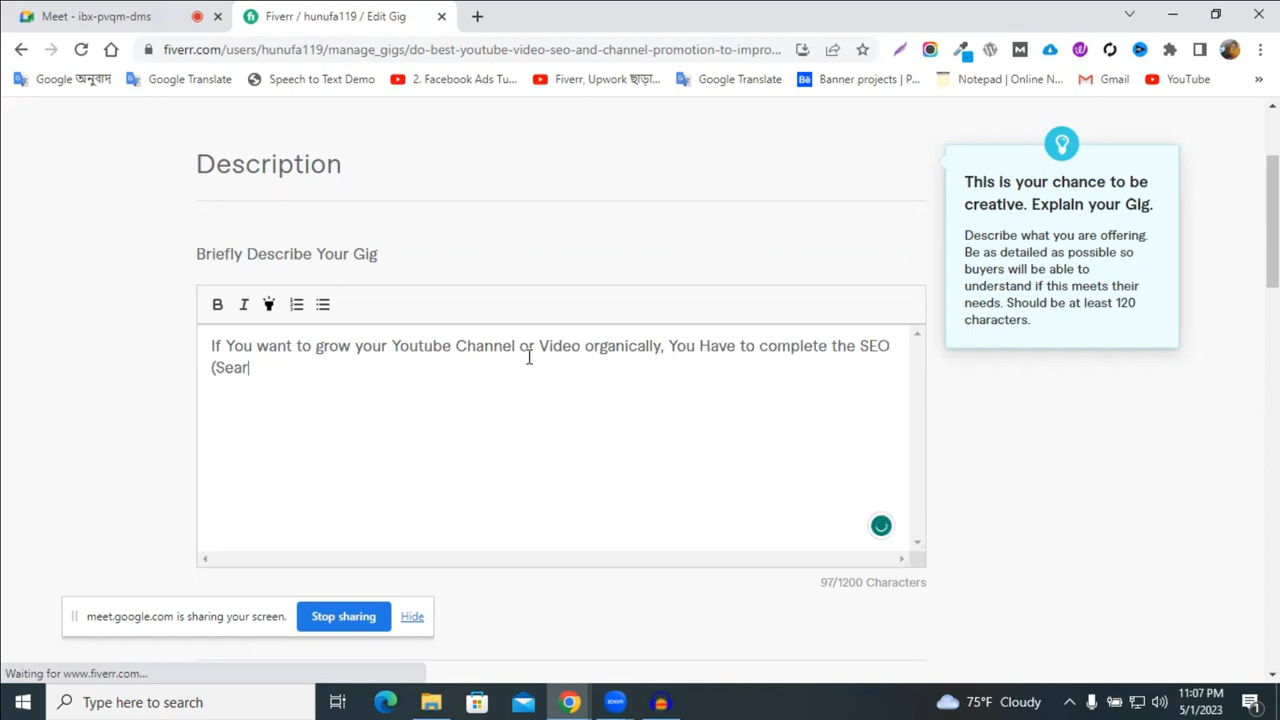 Meet - ibx-pvqm-dms
Fiverr / hunufa119 / Edit Gig
fiverr.com/users/hunufa119/manage_gigs/do-best-youtube-video-seo-and-channel-promotion-to-impro...
Google অনুবাদ
Google Translate
Speech to Text Demo
2. Facebook Ads Tu...
Fiverr, Upwork ছাড়া...
Google Translate
Banner projects | P...
Notepad | Online N...
Gmail
YouTube
Description
Briefly Describe Your Gig
B I
If You want to grow your Youtube Channel or Video organically, You Have to complete the SEO
(Sear
97/1200 Characters
This is your chance to be
creative. Explain your Gig.
Describe what you are offering.
Be as detailed as possible so
buyers will be able to
understand if this meets their
needs. Should be at least 120
characters.
meet.google.com is sharing your screen.
Stop sharing
Hide
Waiting for www.fiverr.com...
Type here to search
zoom
75°F Cloudy
11:07 PM
5/1/2023